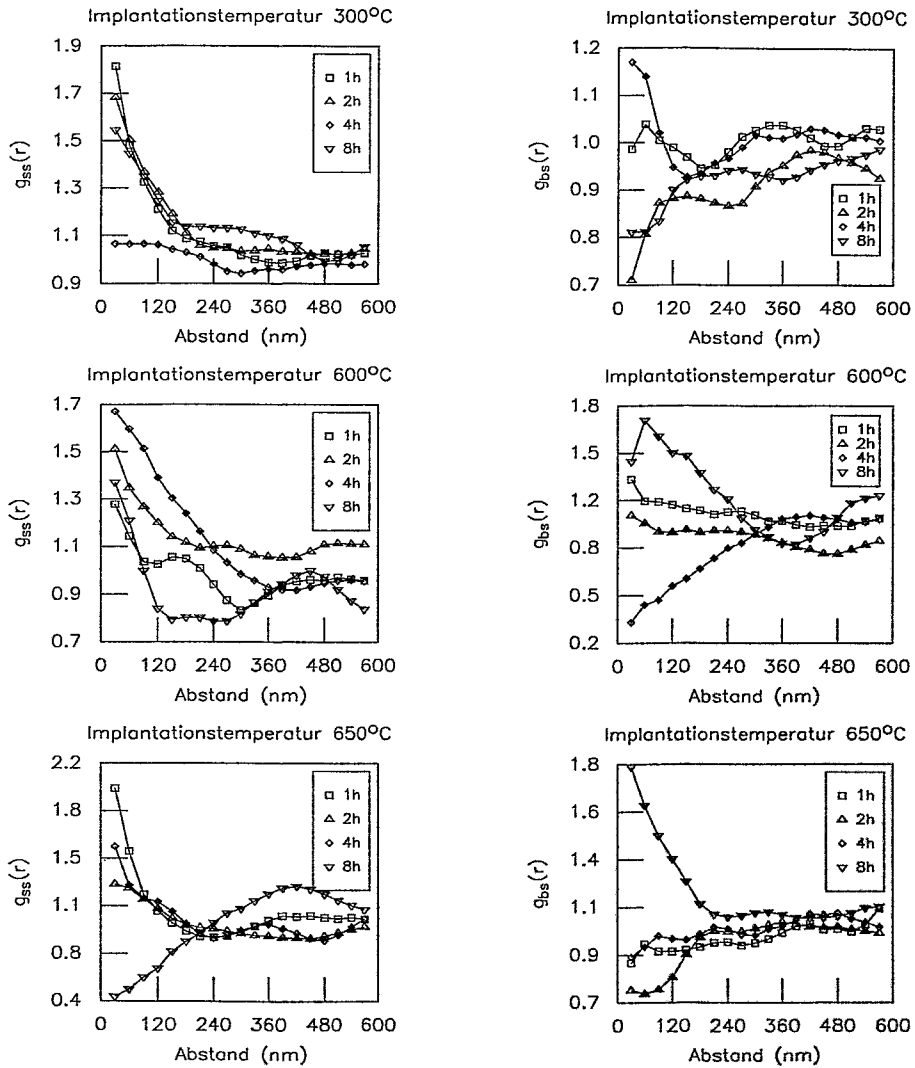 Implantationstemperatur 300°C
1.9
1.7
1.5
1.3
1.1
0.9
gss(r)
1h
2h
4h
8h
0 120 240 360 480 600
Abstand (nm)
Implantationstemperatur 300°C
1.2
1.1
1.0
0.9
0.8
0.7
gbs(r)
1h
2h
4h
8h
0 120 240 360 480 600
Abstand (nm)
Implantationstemperatur 600°C
1.7
1.5
1.3
1.1
0.9
0.7
gss(r)
1h
2h
4h
8h
0 120 240 360 480 600
Abstand (nm)
Implantationstemperatur 600°C
1.8
1.5
1.2
0.8
0.5
0.2
gbs(r)
1h
2h
4h
8h
0 120 240 360 480 600
Abstand (nm)
Implantationstemperatur 650°C
2.2
1.8
1.5
1.1
0.8
0.4
gss(r)
1h
2h
4h
8h
0 120 240 360 480 600
Abstand (nm)
Implantationstemperatur 650°C
1.8
1.6
1.4
1.1
0.9
0.7
gbs(r)
1h
2h
4h
8h
0 120 240 360 480 600
Abstand (nm)